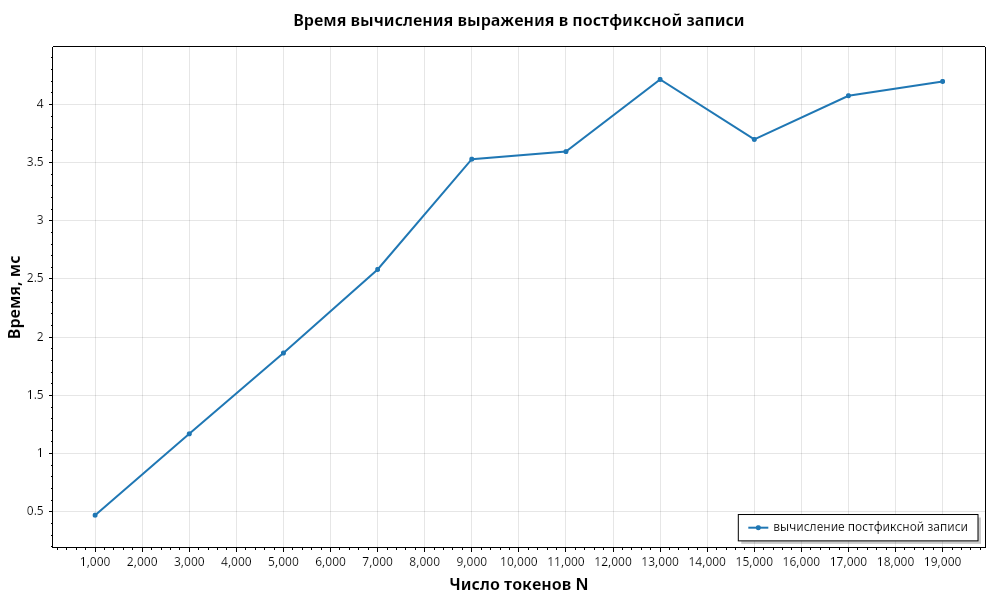 Время вычисления выражения в постфиксной записи
Время, мс
4
3.5
3
2.5
2
1.5
1
0.5
вычисление постфиксной записи
1,000 2,000 3,000 4,000 5,000 6,000 7,000 8,000 9,000 10,000 11,000 12,000 13,000 14,000 15,000 16,000 17,000 18,000 19,000
Число токенов N